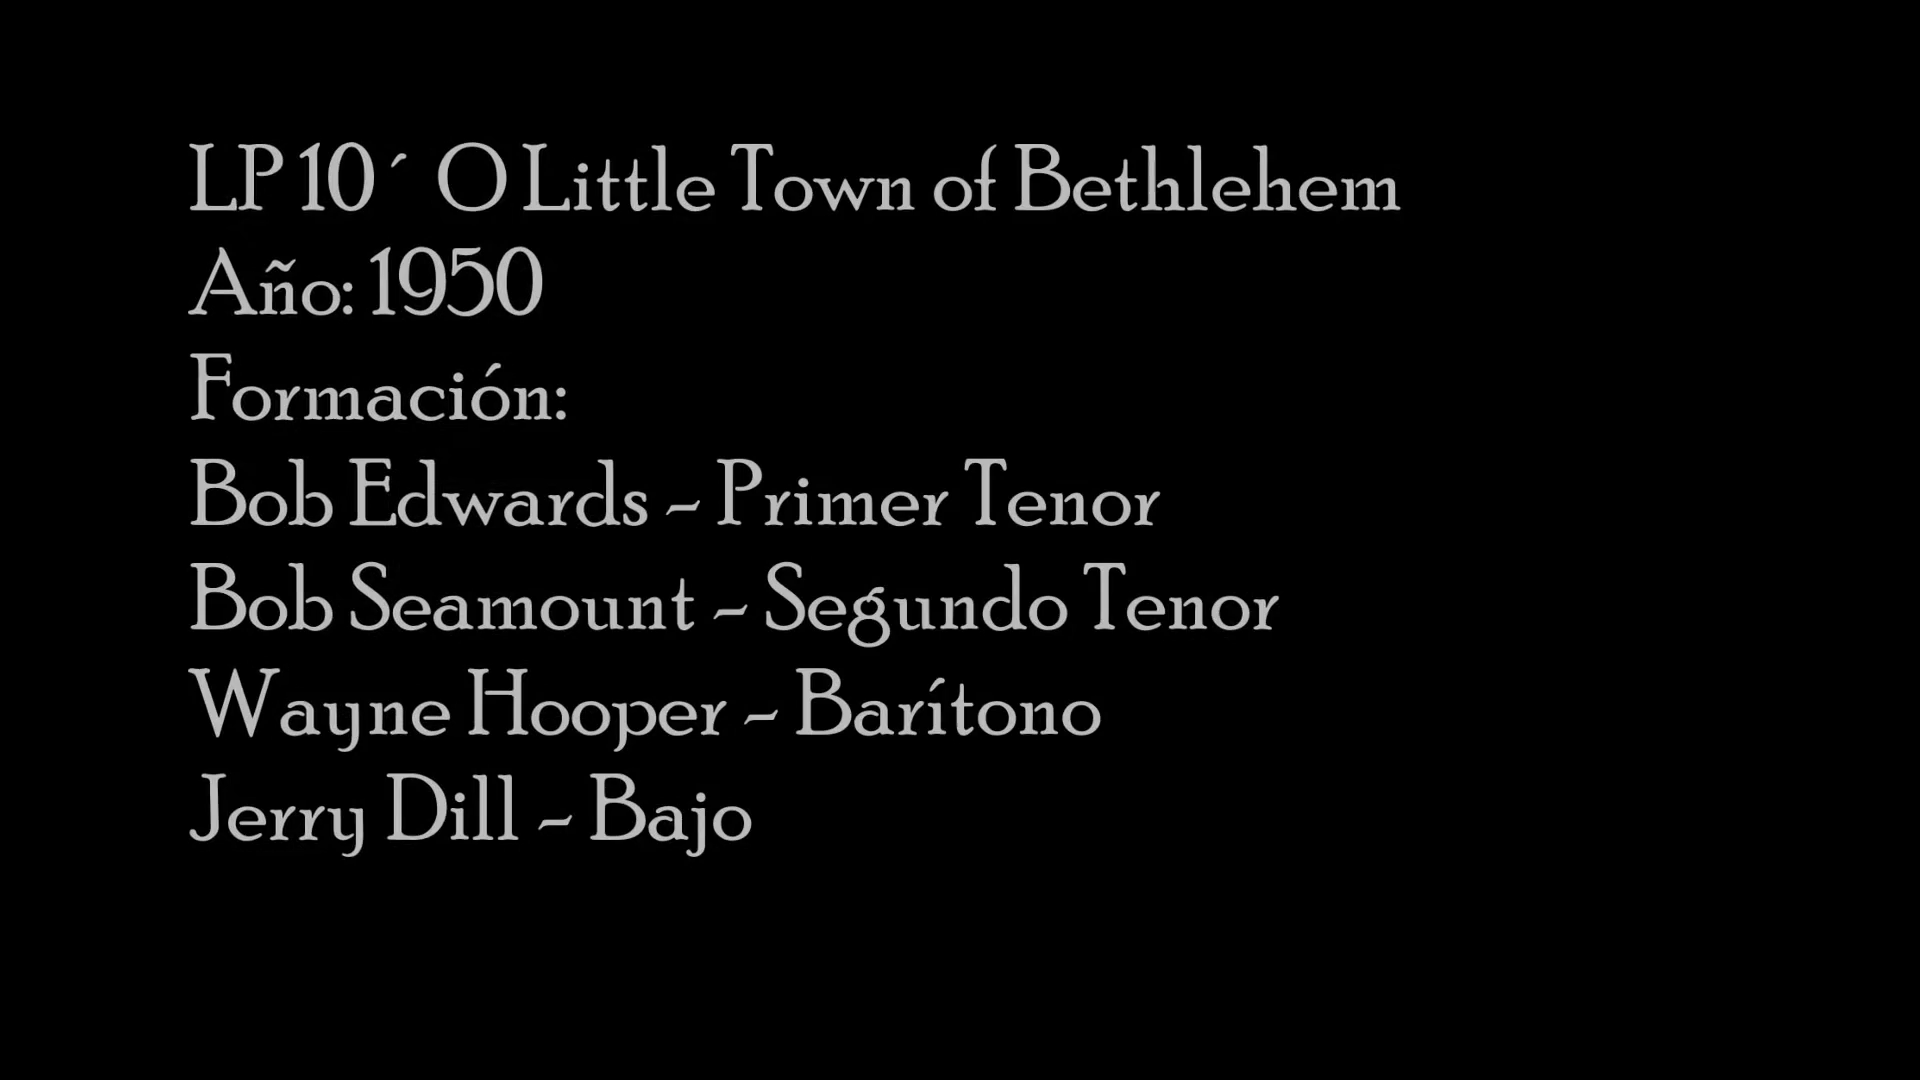 LP 10´ O Little Town of Bethlehem
Año: 1950
Formación:
Bob Edwards - Primer Tenor
Bob Seamount - Segundo Tenor
Wayne Hooper - Barítono
Jerry Dill - Bajo